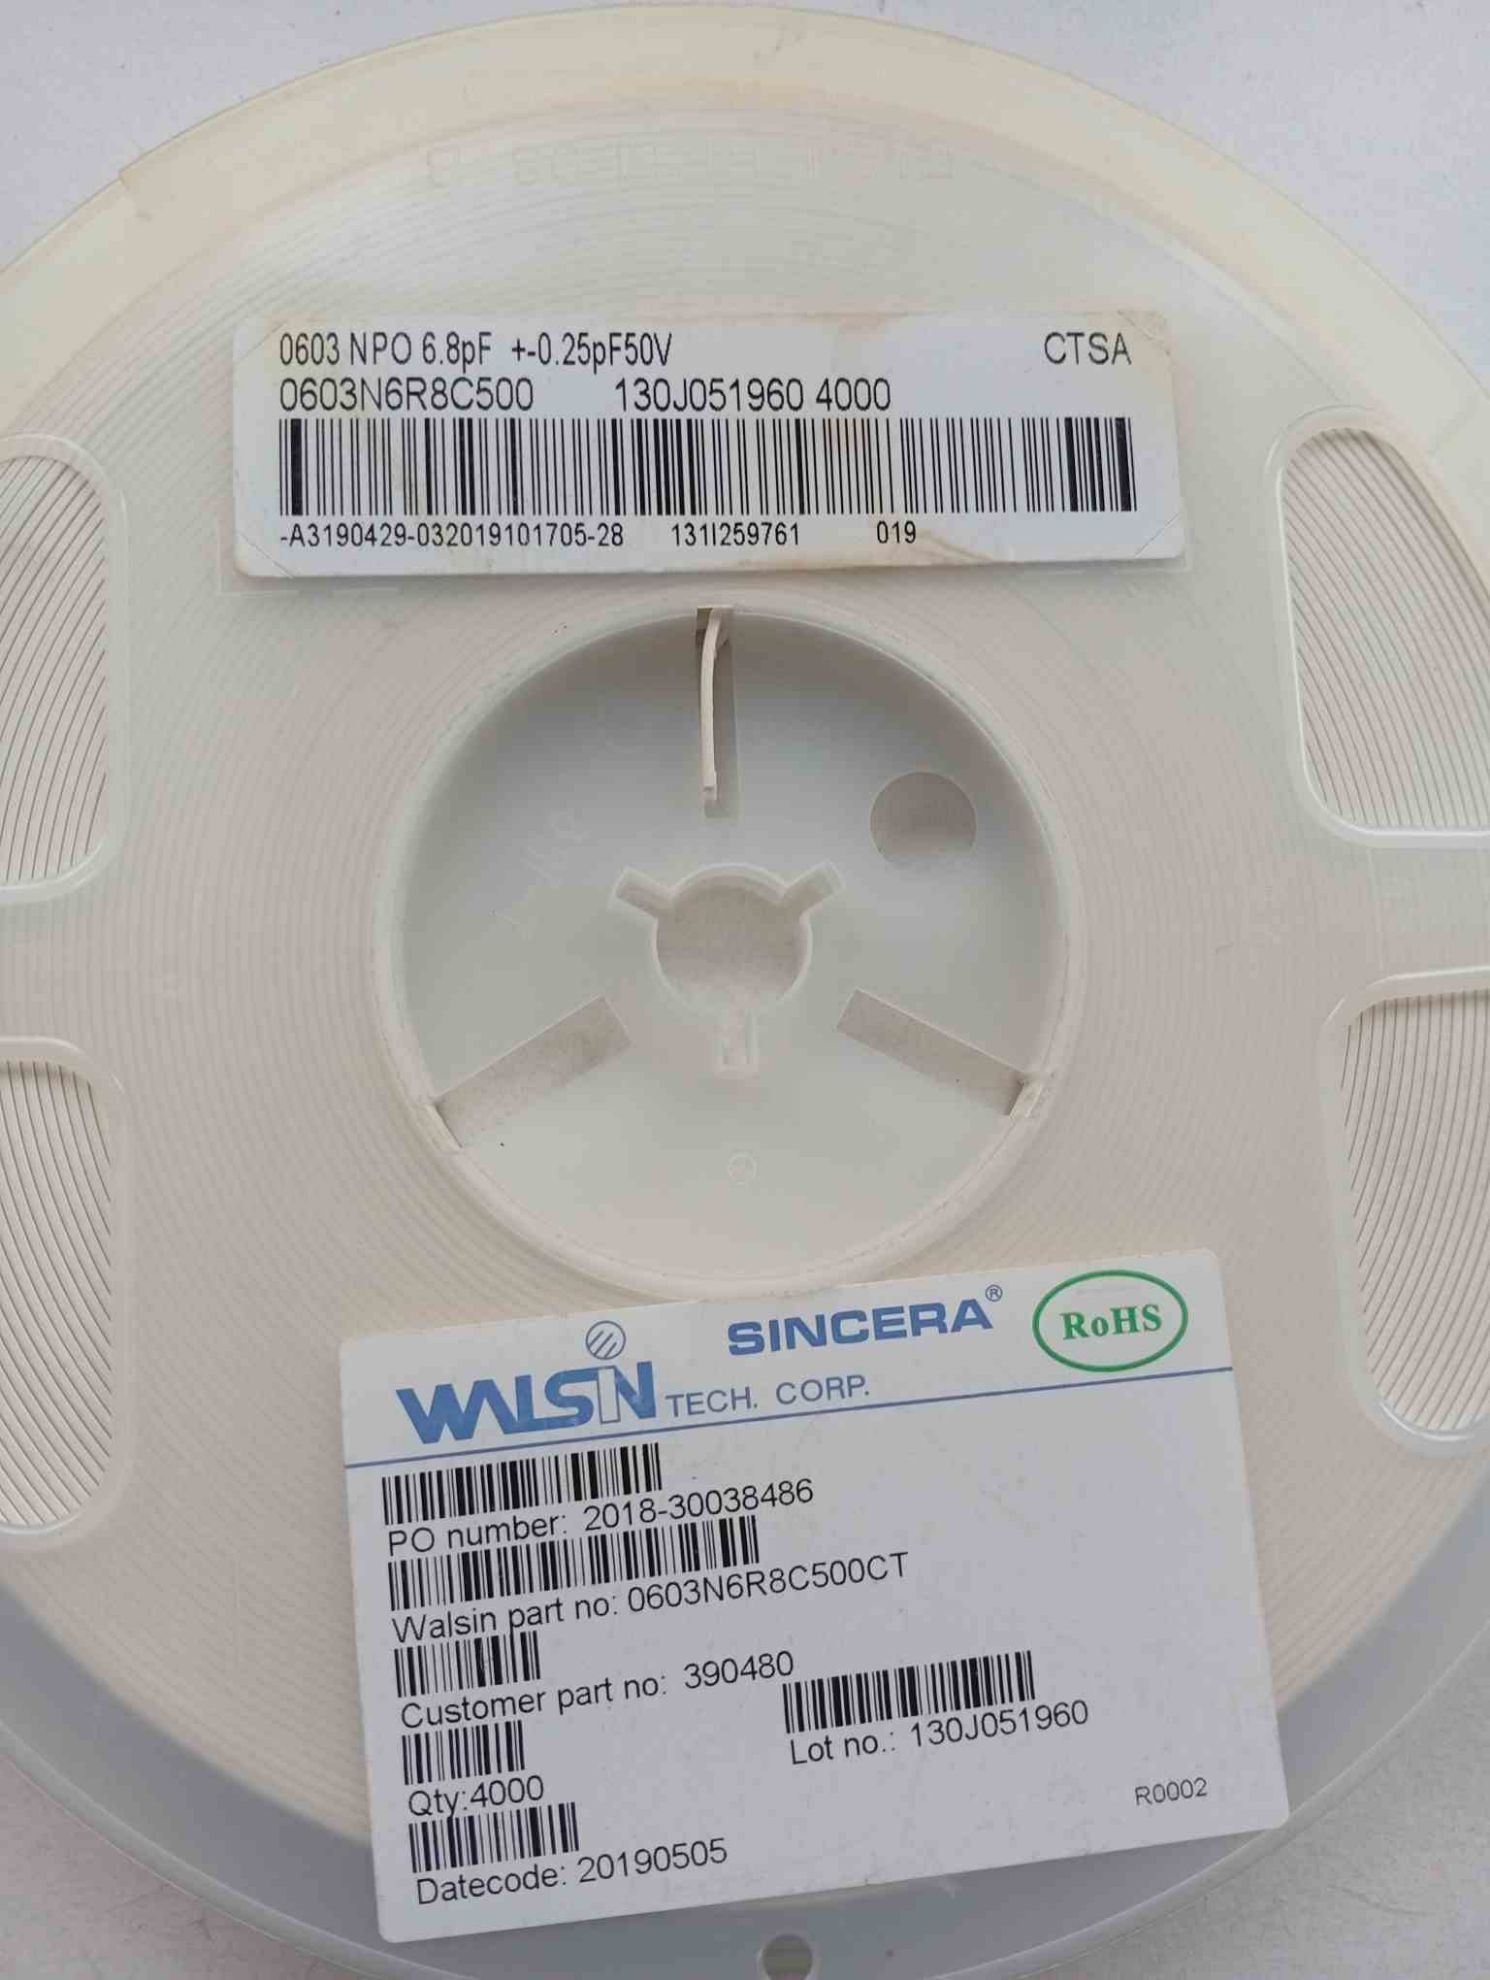 0603 NPO 6.8pF +-0.25pF50V CTSA
0603N6R8C500 130J051960 4000
-A3190429-032019101705-28 131I259761 019
SINCERA® RoHS
WALSIN TECH. CORP.
PO number: 2018-30038486
Walsin part no: 0603N6R8C500CT
Customer part no: 390480
Lot no.: 130J051960
Qty:4000
R0002
Datecode: 20190505